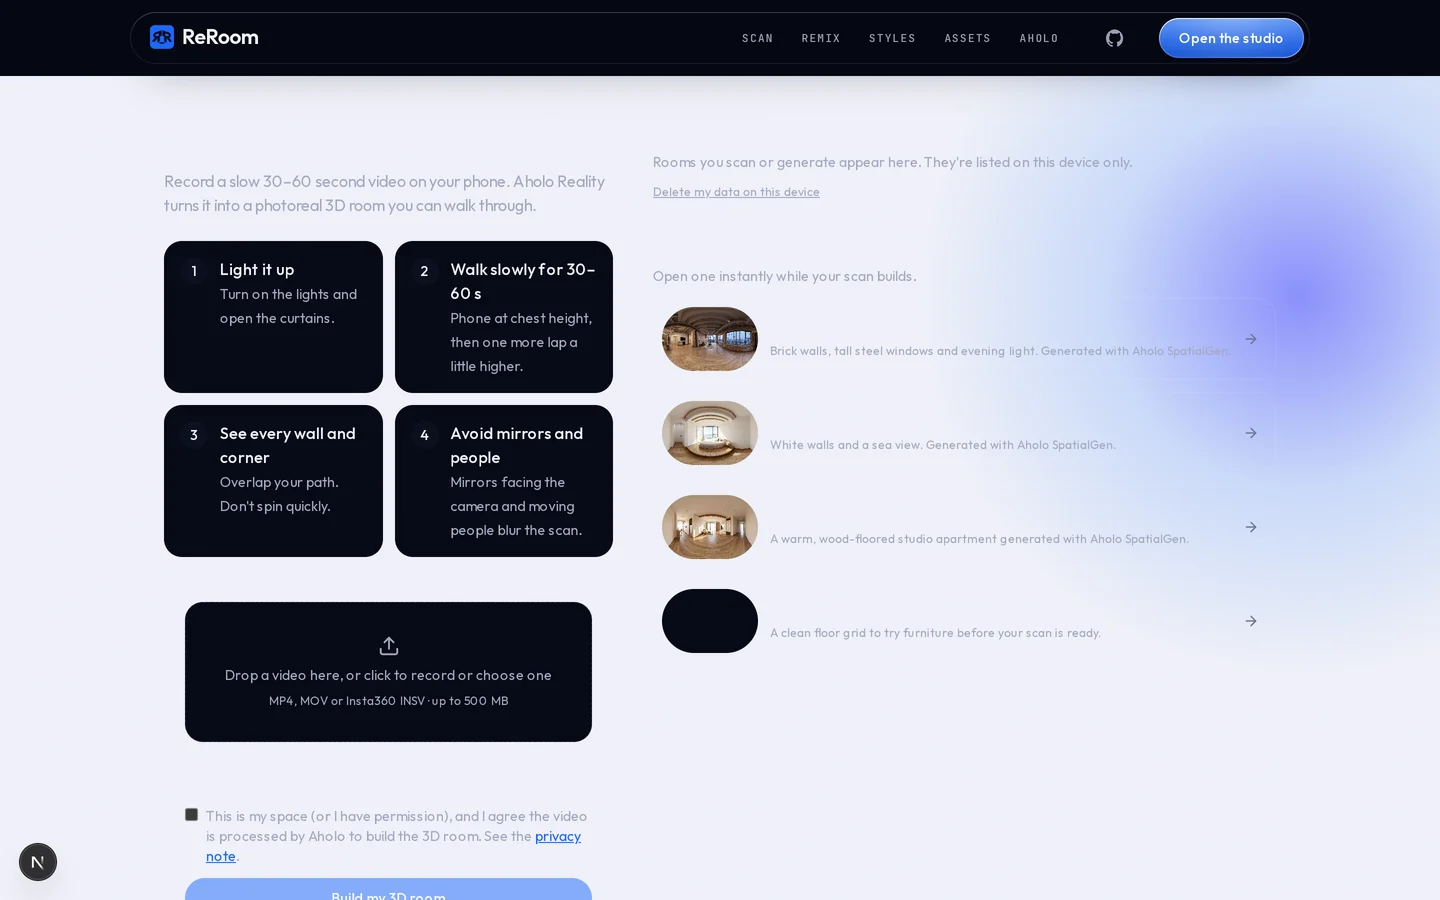 ReRoom
SCAN
REMIX
STYLES
ASSETS
AHOLO
Open the studio
Record a slow 30–60 second video on your phone. Aholo Reality
turns it into a photoreal 3D room you can walk through.
1
Light it up
Turn on the lights and
open the curtains.
2
Walk slowly for 30–
60 s
Phone at chest height,
then one more lap a
little higher.
3
See every wall and
corner
Overlap your path.
Don't spin quickly.
4
Avoid mirrors and
people
Mirrors facing the
camera and moving
people blur the scan.
Drop a video here, or click to record or choose one
MP4, MOV or Insta360 INSV · up to 500 MB
This is my space (or I have permission), and I agree the video
is processed by Aholo to build the 3D room. See the privacy
note.
Build my 3D room
Rooms you scan or generate appear here. They're listed on this device only.
Delete my data on this device
Open one instantly while your scan builds.
Brick walls, tall steel windows and evening light. Generated with Aholo SpatialGen.
White walls and a sea view. Generated with Aholo SpatialGen.
A warm, wood-floored studio apartment generated with Aholo SpatialGen.
A clean floor grid to try furniture before your scan is ready.
N